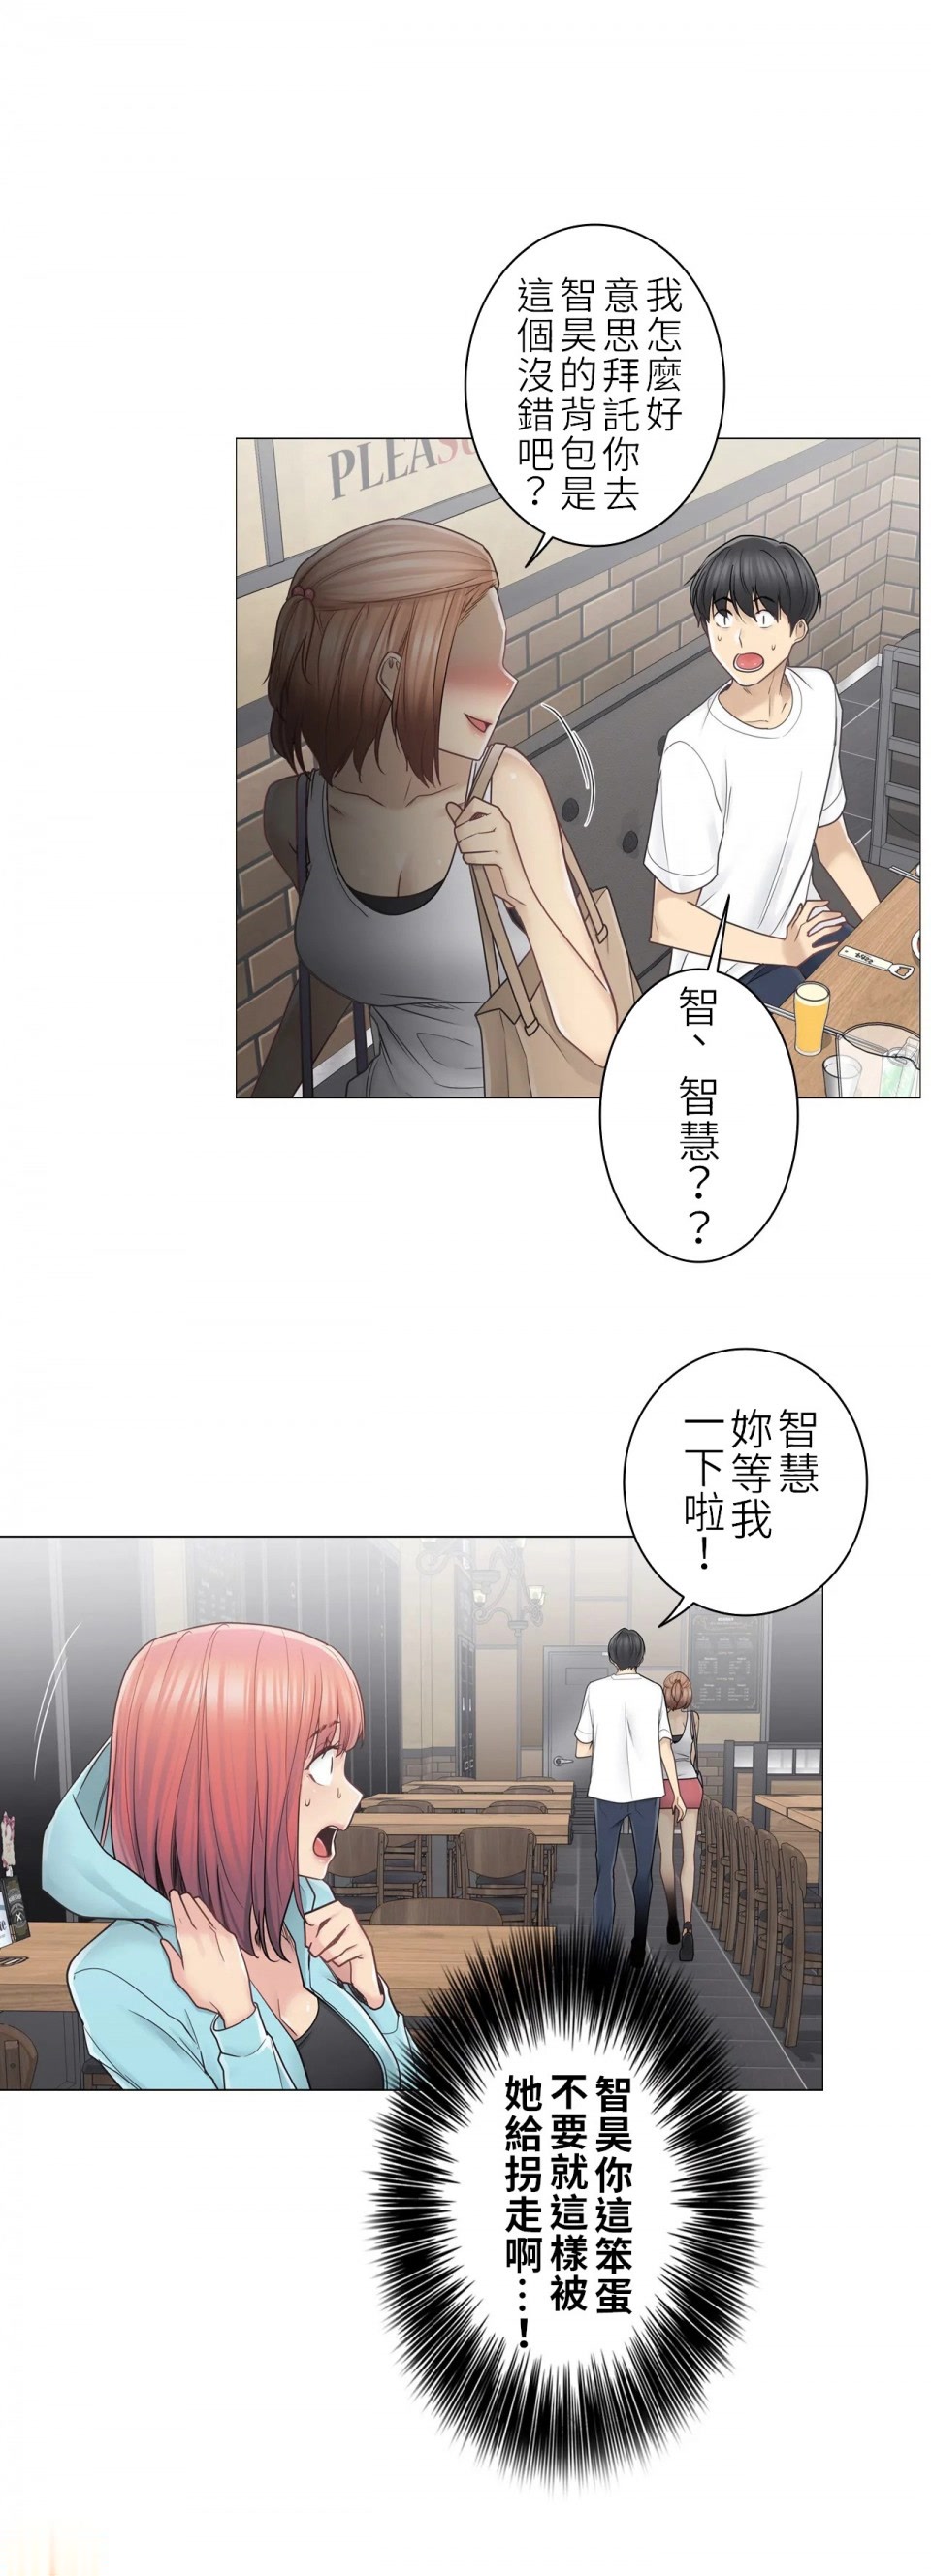 我怎麼好
意思拜託你去
智昊的背包是
這個沒錯吧？
PLEASU
智、智慧？？
智慧
妳等我
一下啦！
智昊你這笨蛋
不要就這樣被
她給拐走啊…！